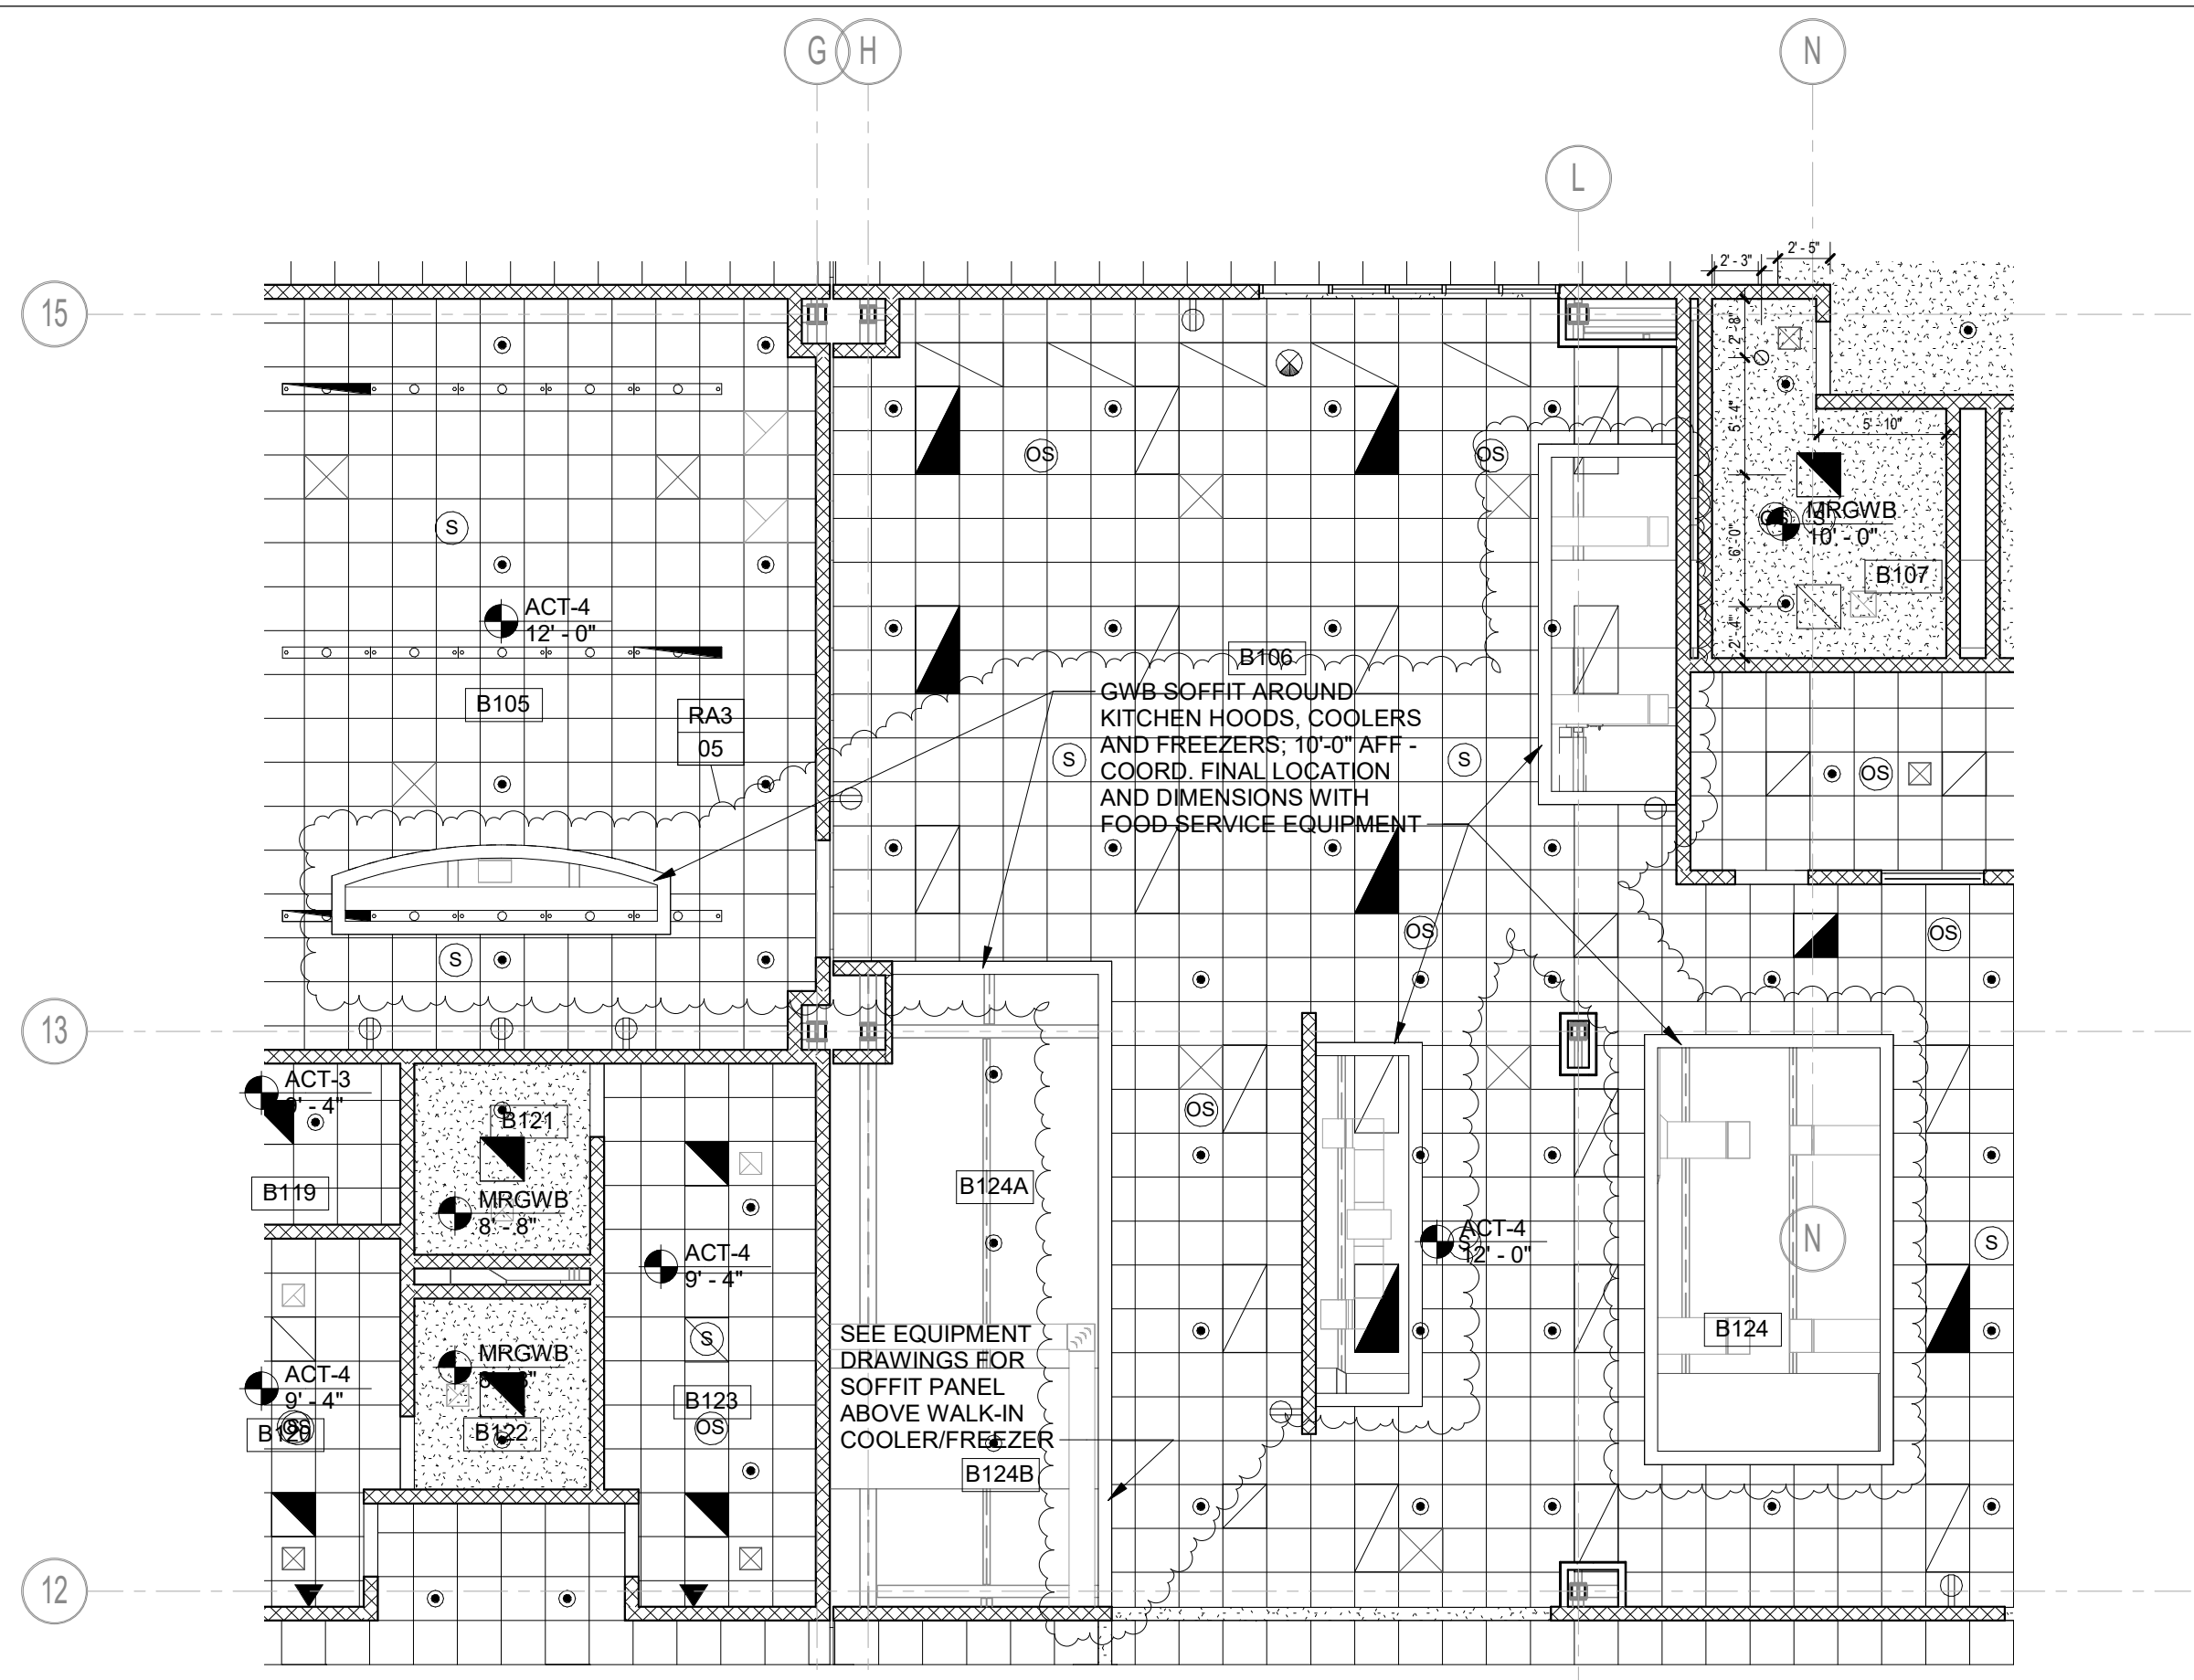 G
H
N
L
15
2' - 3"
2' - 5"
2' - 8"
5' - 4"
5' - 10"
OS
OS
S
MRGWB
10' - 0"
S
6' - 0"
B107
ACT-4
12' - 0"
2' - 4"
B106
B105
RA3
05
GWB SOFFIT AROUND
KITCHEN HOODS, COOLERS
AND FREEZERS; 10'-0" AFF -
COORD. FINAL LOCATION
AND DIMENSIONS WITH
FOOD SERVICE EQUIPMENT
S
S
OS
OS
OS
S
13
ACT-3
9' - 4"
B121
OS
B119
B124A
MRGWB
8' - 8"
ACT-4
9' - 4"
ACT-4
12' - 0"
S
N
S
SEE EQUIPMENT
DRAWINGS FOR
SOFFIT PANEL
ABOVE WALK-IN
COOLER/FREEZER
B124
S
MRGWB
ACT-4
9' - 4"
B123
OS
B120
B122
B124B
12